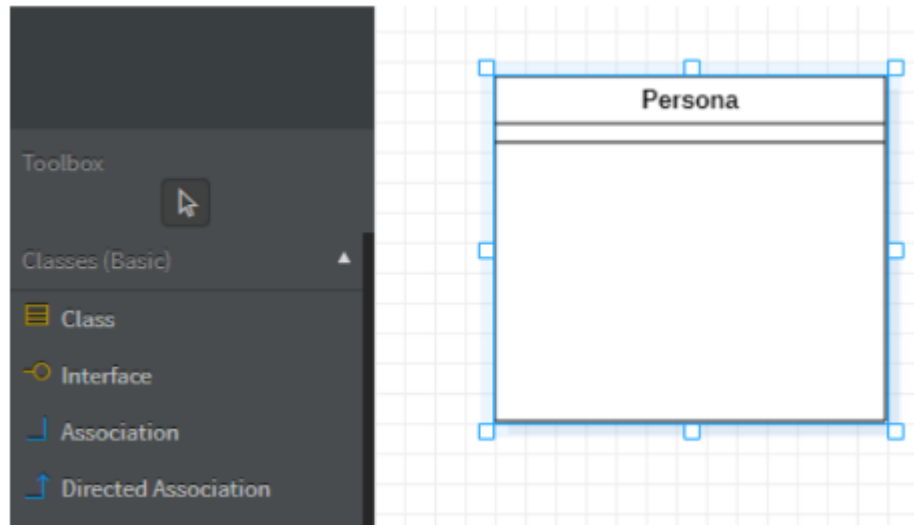 Toolbox
Classes (Basic)
Class
Interface
Association
Directed Association
Persona